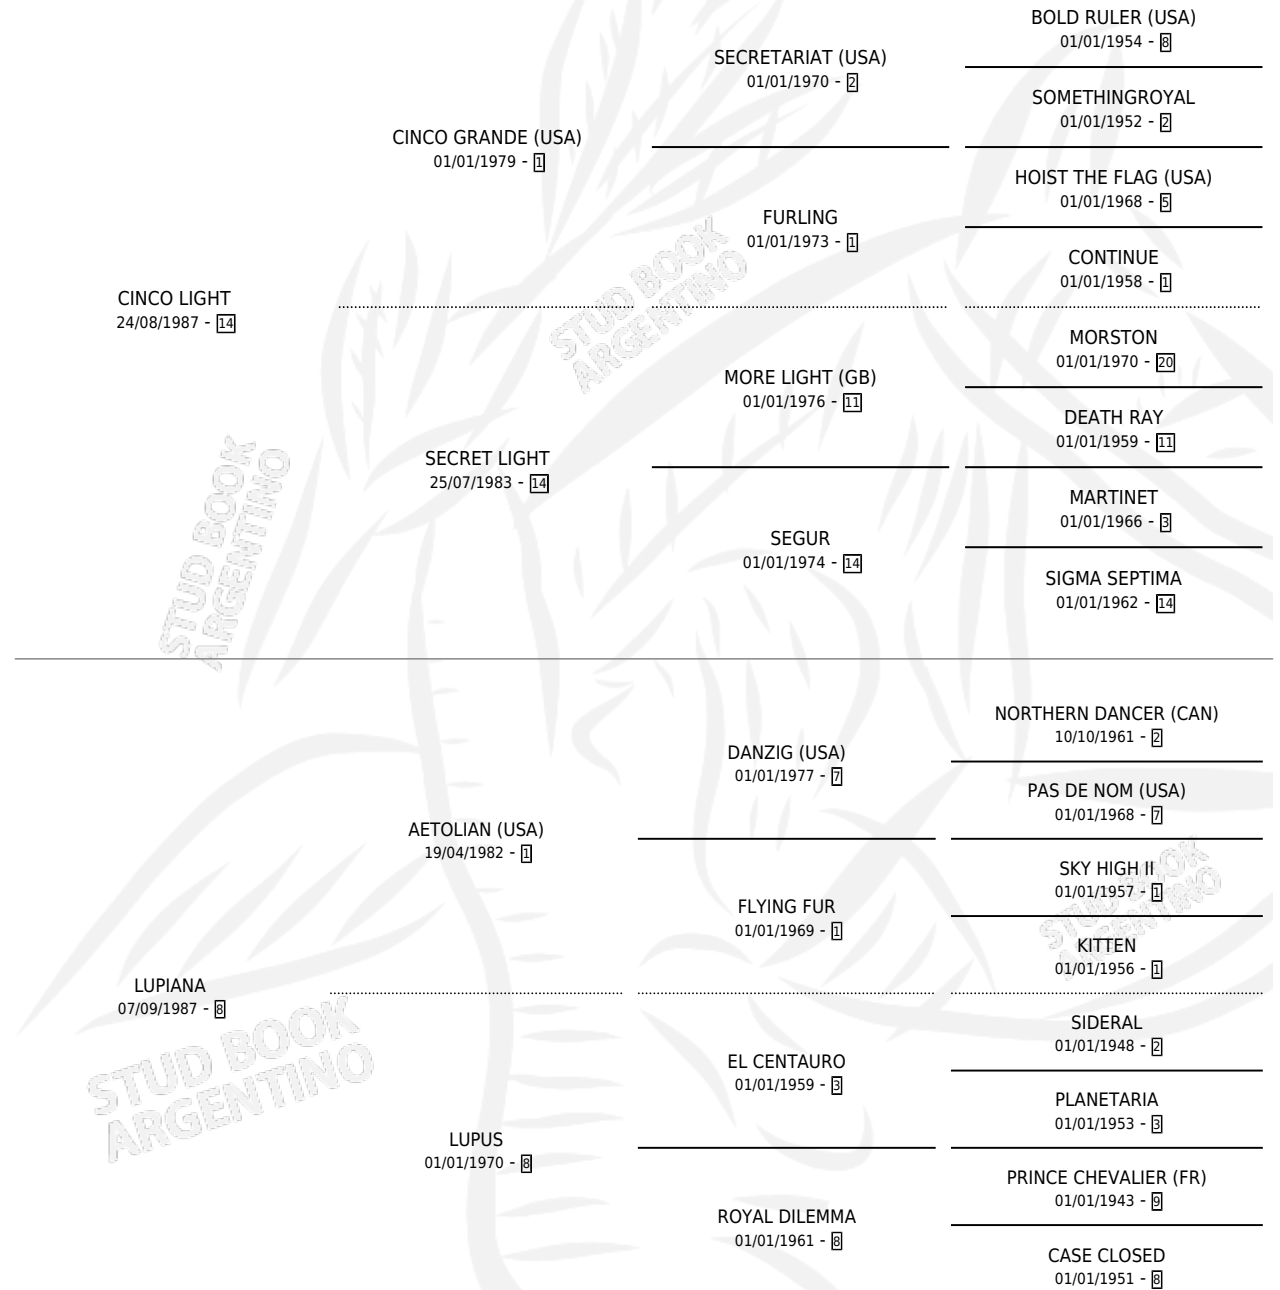 BOLD RULER (USA)
01/01/1954 - 8
SECRETARIAT (USA)
01/01/1970 - 2
SOMETHINGROYAL
01/01/1952 - 2
CINCO GRANDE (USA)
01/01/1979 - 1
HOIST THE FLAG (USA)
01/01/1968 - 5
FURLING
01/01/1973 - 1
CONTINUE
01/01/1958 - 1
CINCO LIGHT
24/08/1987 - 14
STUD BOOK
ARGENTINO
MORSTON
01/01/1970 - 20
MORE LIGHT (GB)
01/01/1976 - 11
DEATH RAY
01/01/1959 - 11
SECRET LIGHT
25/07/1983 - 14
MARTINET
01/01/1966 - 3
SEGUR
01/01/1974 - 14
SIGMA SEPTIMA
01/01/1962 - 14
STUD BOOK
ARGENTINO
NORTHERN DANCER (CAN)
10/10/1961 - 2
DANZIG (USA)
01/01/1977 - 7
PAS DE NOM (USA)
01/01/1968 - 7
AETOLIAN (USA)
19/04/1982 - 1
SKY HIGH II
01/01/1957 - 1
FLYING FUR
01/01/1969 - 1
STUD BOOK
ARGENTINO
KITTEN
01/01/1956 - 1
LUPIANA
07/09/1987 - 8
SIDERAL
01/01/1948 - 2
EL CENTAURO
01/01/1959 - 3
STUD BOOK
ARGENTINO
PLANETARIA
01/01/1953 - 3
LUPUS
01/01/1970 - 8
PRINCE CHEVALIER (FR)
01/01/1943 - 9
ROYAL DILEMMA
01/01/1961 - 8
CASE CLOSED
01/01/1951 - 8